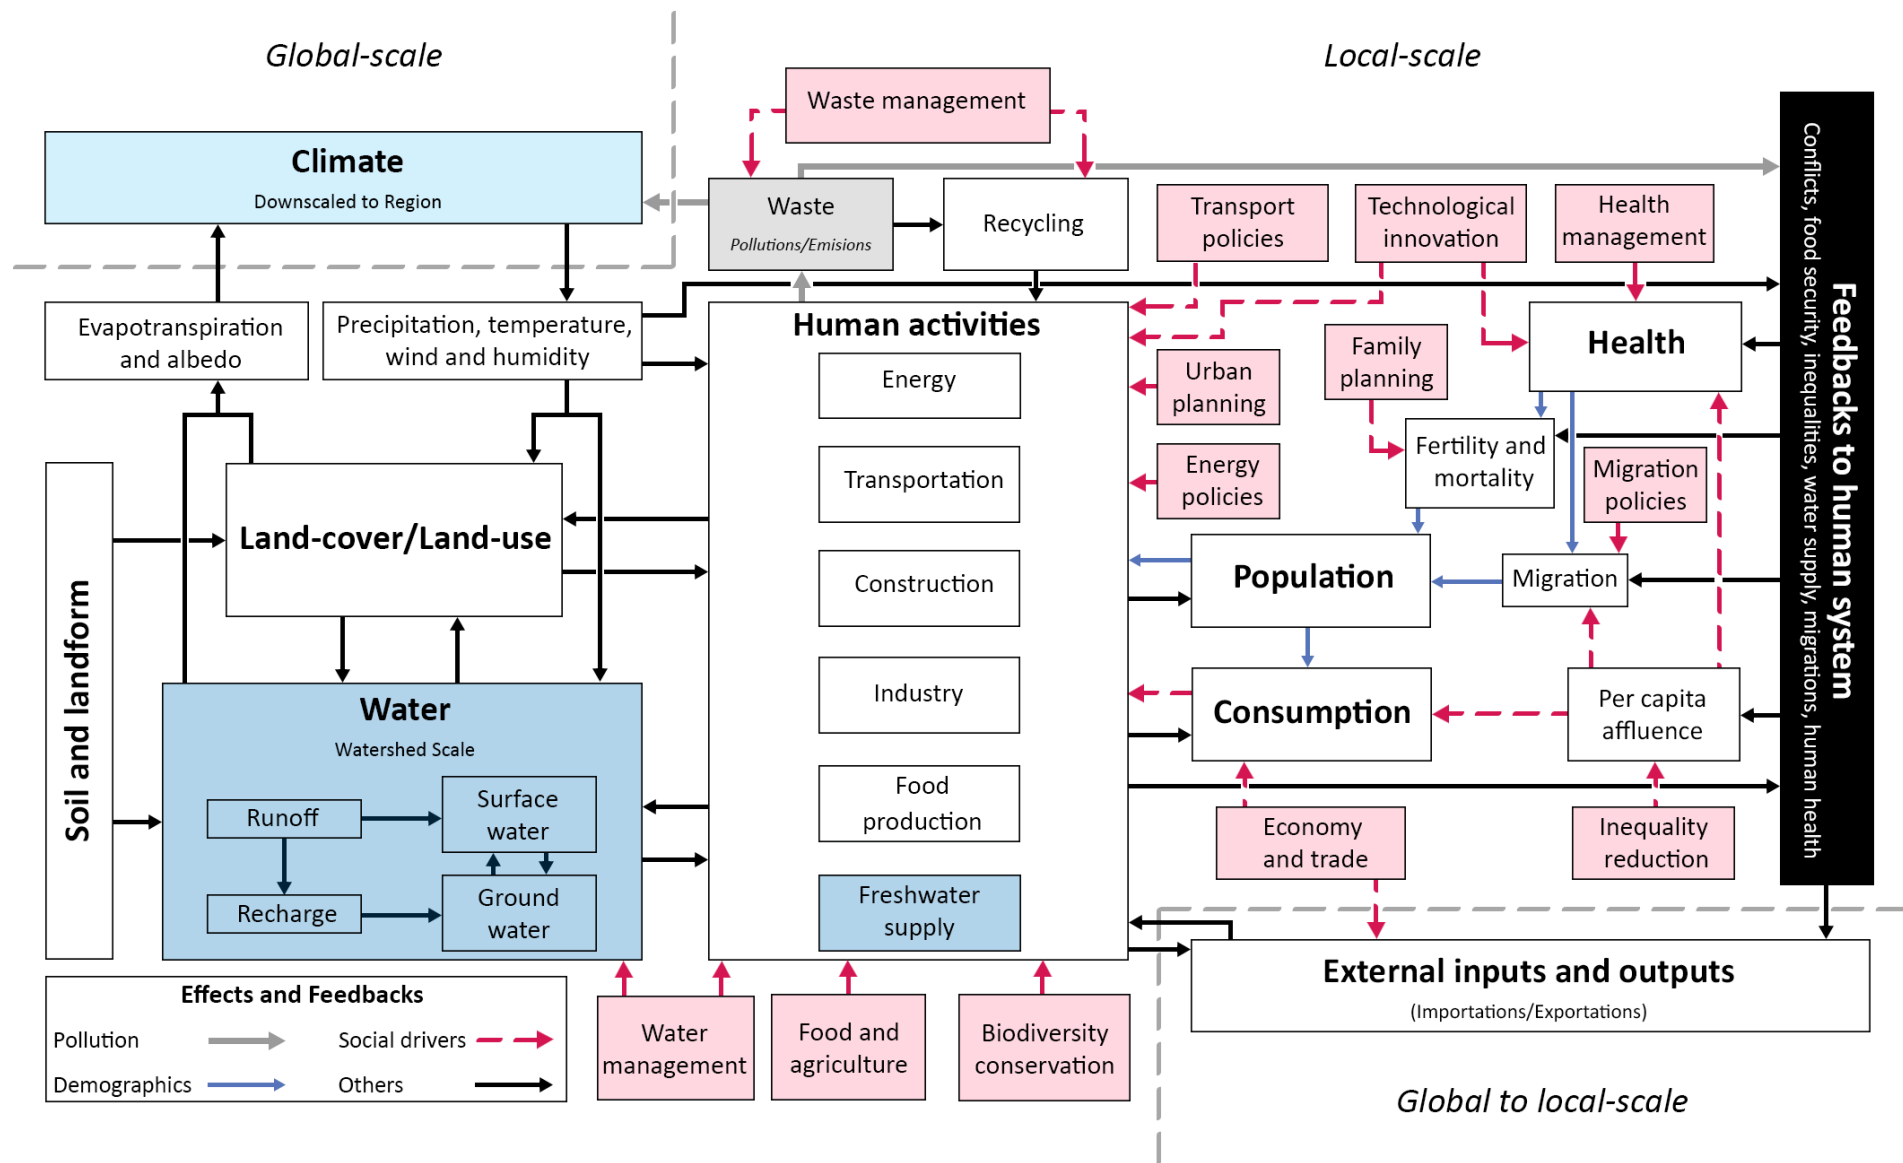 Global-scale
Local-scale
Waste management
Climate
Downscaled to Region
Waste
Pollutions/Emisions
Recycling
Transport
policies
Technological
innovation
Health
management
Evapotranspiration
and albedo
Precipitation, temperature,
wind and humidity
Human activities
Energy
Transportation
Construction
Industry
Food
production
Freshwater
supply
Urban
planning
Energy
policies
Family
planning
Health
Fertility and
mortality
Migration
policies
Migration
Population
Consumption
Per capita
affluence
Economy
and trade
Inequality
reduction
Feedbacks to human system
Conflicts, food security, inequalities, water supply, migrations, human health
Soil and landform
Land-cover/Land-use
Water
Watershed Scale
Runoff
Surface
water
Recharge
Ground
water
External inputs and outputs
(Importations/Exportations)
Effects and Feedbacks
Pollution
Social drivers
Demographics
Others
Water
management
Food and
agriculture
Biodiversity
conservation
Global to local-scale